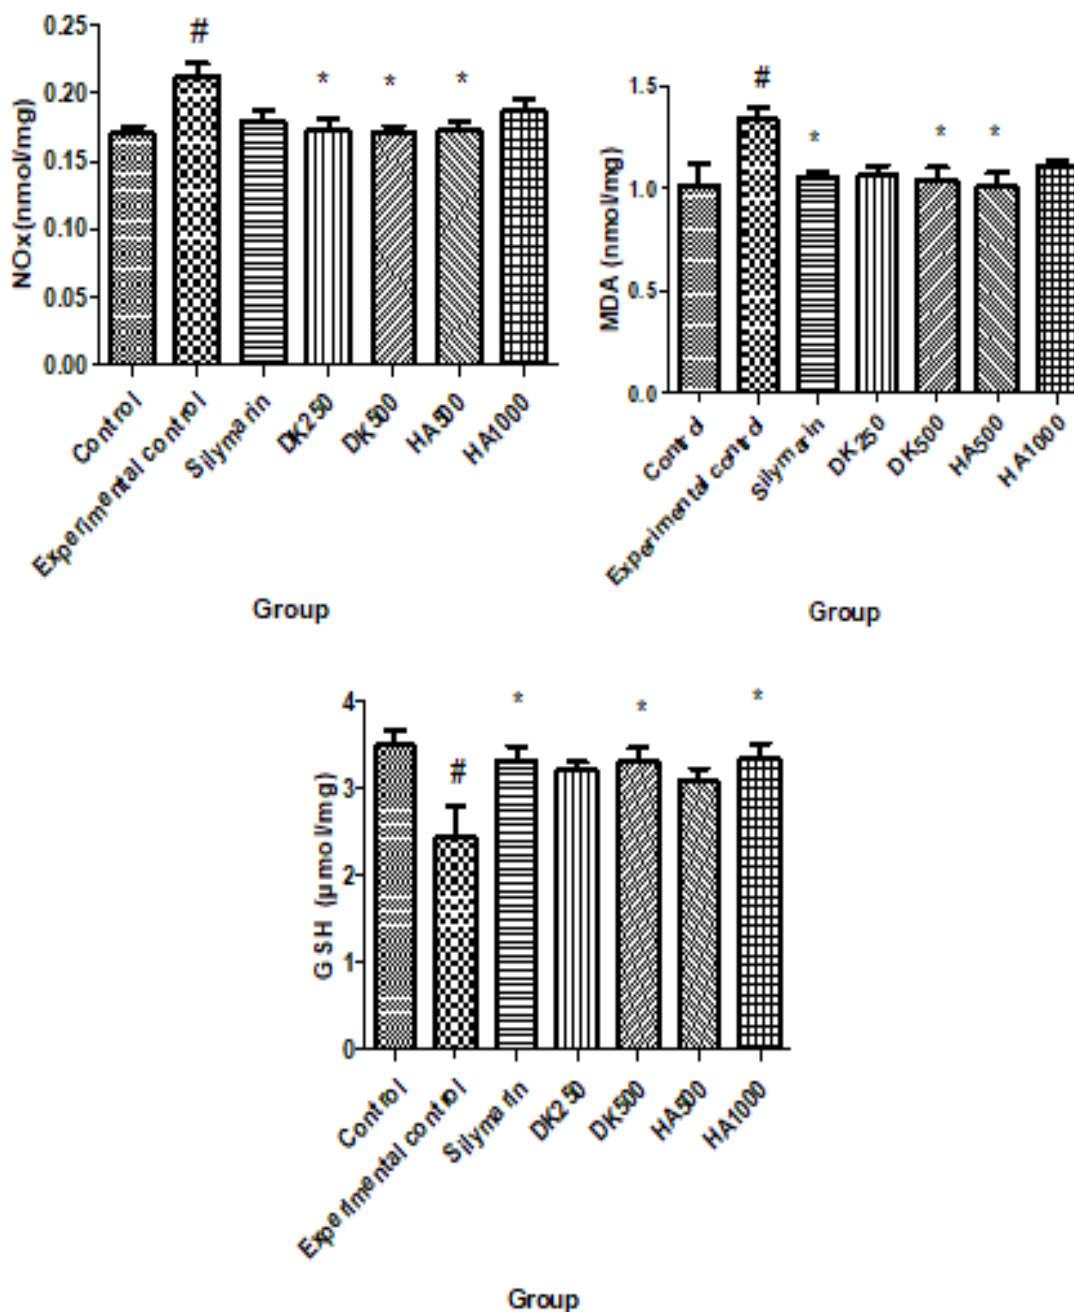 0.25
0.20
0.15
0.10
0.05
0.00
NOx(nmol/mg)
#
*
*
*
Control
Experimental control
Silymarin
DK250
DK500
HA500
HA1000
Group
1.5
1.0
0.5
0.0
MDA (nmol/mg)
#
*
*
*
Control
Experimental control
Silymarin
DK250
DK500
HA500
HA1000
Group
4
3
2
1
0
GSH (µmol/mg)
#
*
*
*
Control
Experimental control
Silymarin
DK250
DK500
HA500
HA1000
Group